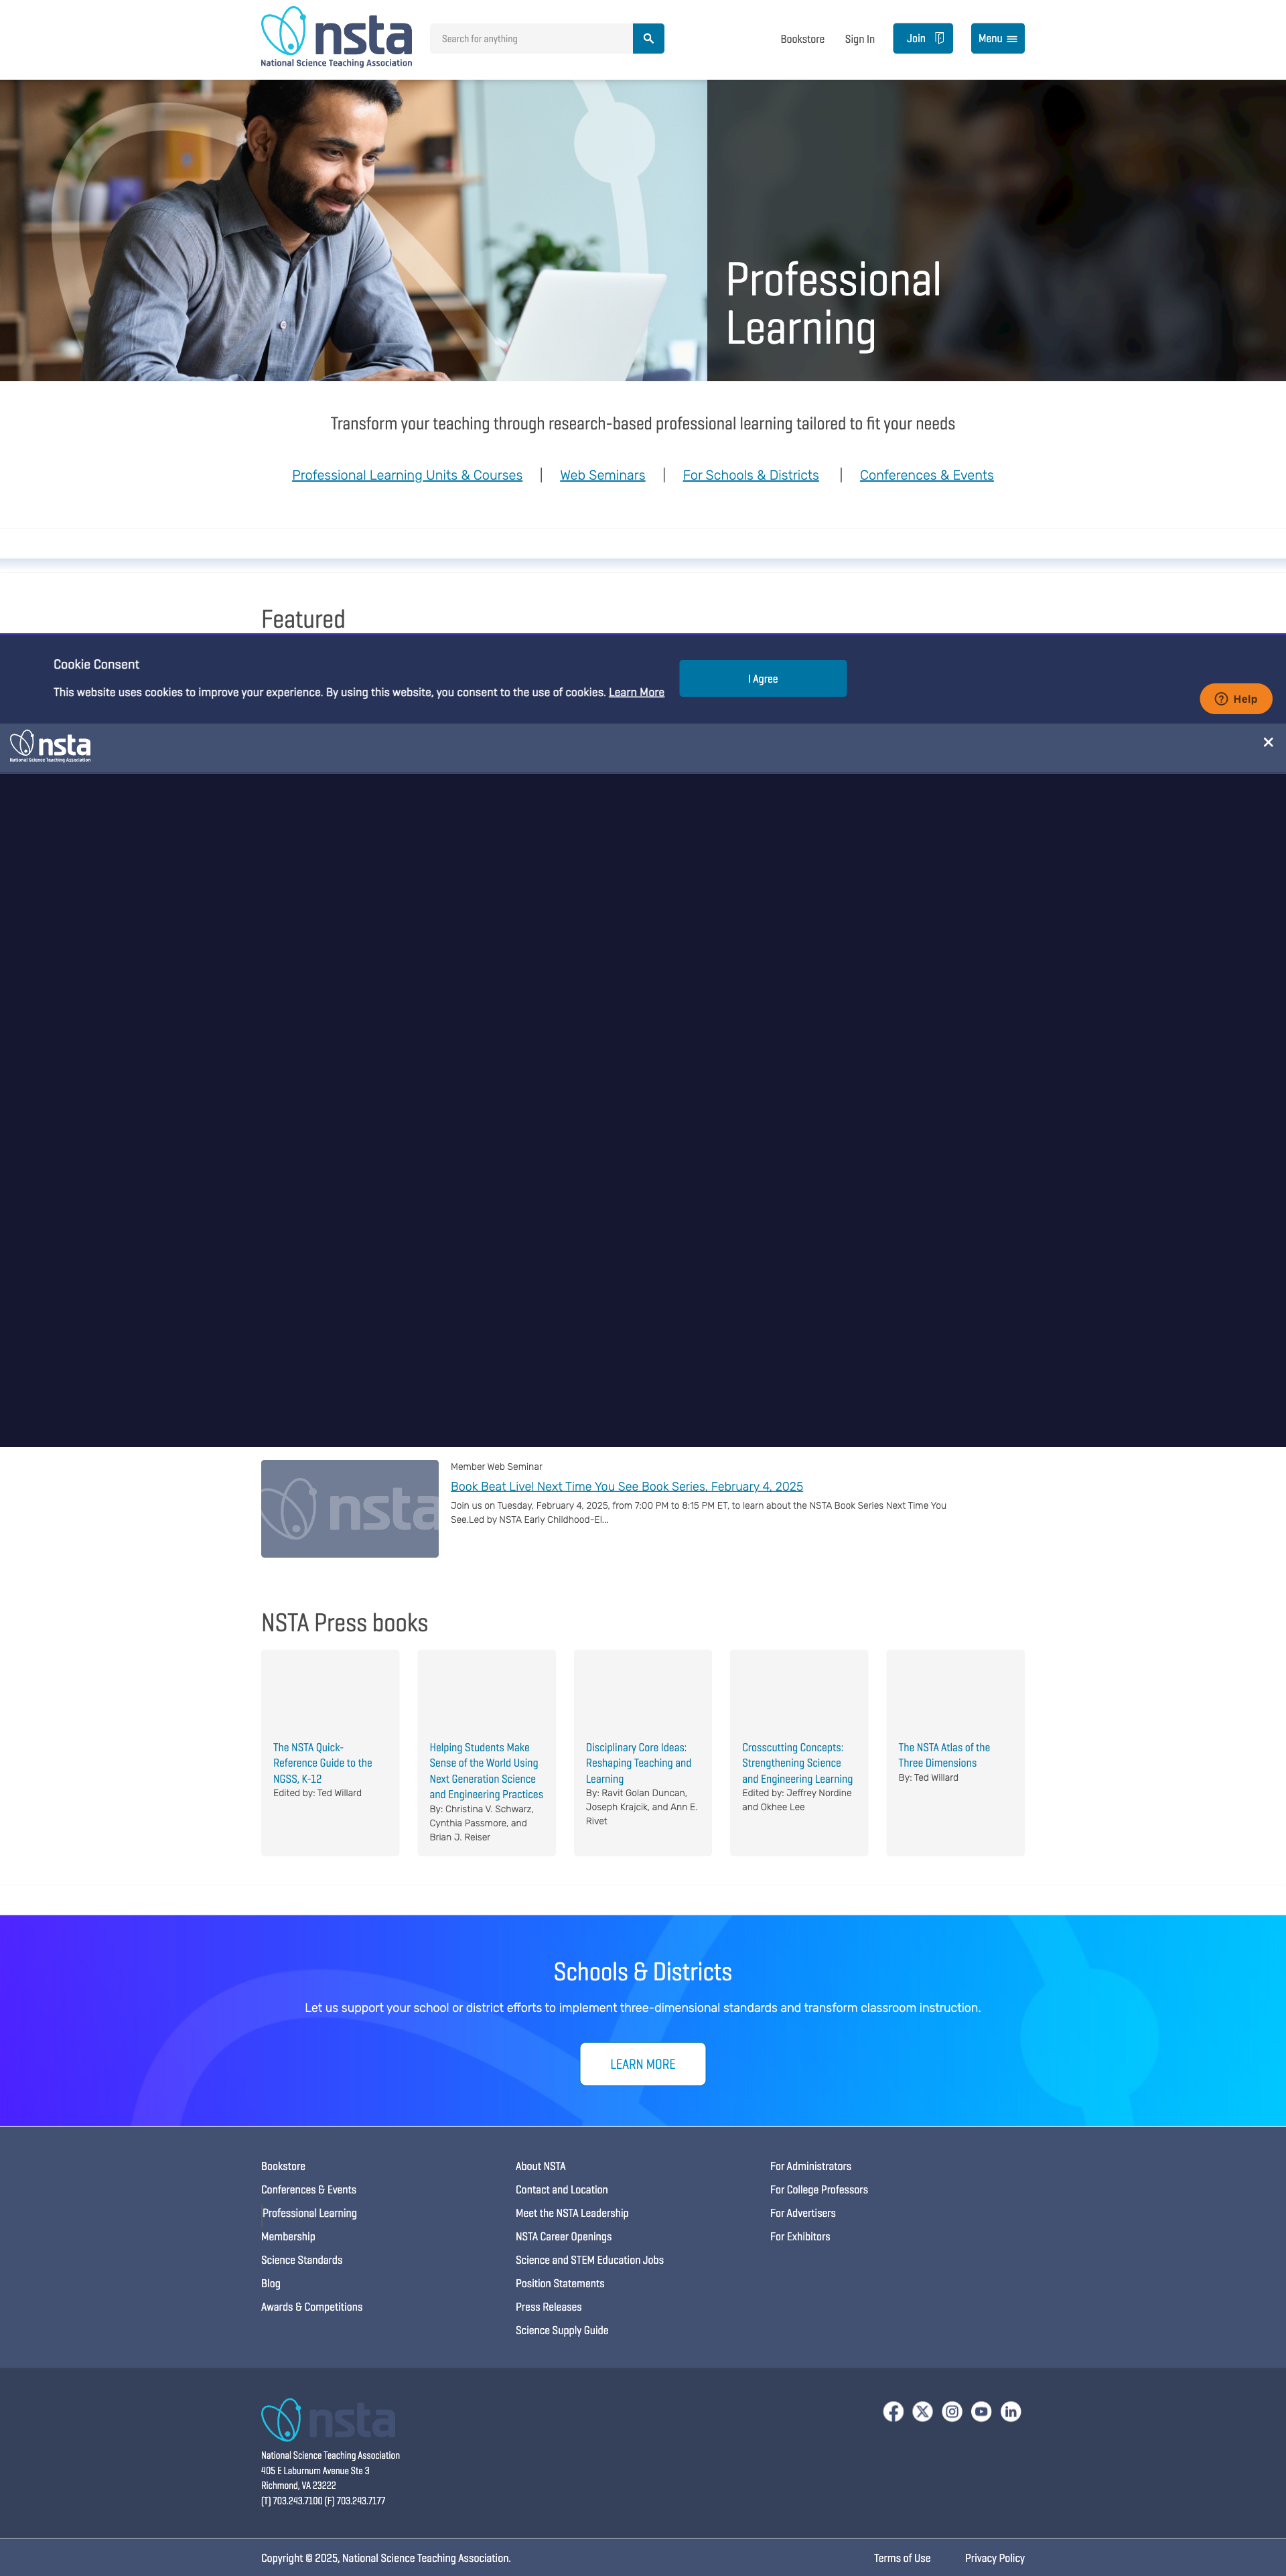 nsta
National Science Teaching Association
Search for anything
Bookstore
Sign In
Join
Menu
Professional
Learning
Transform your teaching through research-based professional learning tailored to fit your needs
Professional Learning Units & Courses | Web Seminars | For Schools & Districts | Conferences & Events
Featured
Cookie Consent
This website uses cookies to improve your experience. By using this website, you consent to the use of cookies. Learn More
I Agree
Help
nsta
National Science Teaching Association
nsta
Member Web Seminar
Book Beat Live! Next Time You See Book Series, February 4, 2025
Join us on Tuesday, February 4, 2025, from 7:00 PM to 8:15 PM ET, to learn about the NSTA Book Series Next Time You
See.Led by NSTA Early Childhood-El...
NSTA Press books
The NSTA Quick-
Reference Guide to the
NGSS, K-12
Edited by: Ted Willard
Helping Students Make
Sense of the World Using
Next Generation Science
and Engineering Practices
By: Christina V. Schwarz,
Cynthia Passmore, and
Brian J. Reiser
Disciplinary Core Ideas:
Reshaping Teaching and
Learning
By: Ravit Golan Duncan,
Joseph Krajcik, and Ann E.
Rivet
Crosscutting Concepts:
Strengthening Science
and Engineering Learning
Edited by: Jeffrey Nordine
and Okhee Lee
The NSTA Atlas of the
Three Dimensions
By: Ted Willard
Schools & Districts
Let us support your school or district efforts to implement three-dimensional standards and transform classroom instruction.
LEARN MORE
Bookstore
Conferences & Events
Professional Learning
Membership
Science Standards
Blog
Awards & Competitions
About NSTA
Contact and Location
Meet the NSTA Leadership
NSTA Career Openings
Science and STEM Education Jobs
Position Statements
Press Releases
Science Supply Guide
For Administrators
For College Professors
For Advertisers
For Exhibitors
nsta
National Science Teaching Association
405 E Laburnum Avenue Ste 3
Richmond, VA 23222
(T) 703.243.7100 (F) 703.243.7177
Copyright © 2025, National Science Teaching Association.
Terms of Use
Privacy Policy